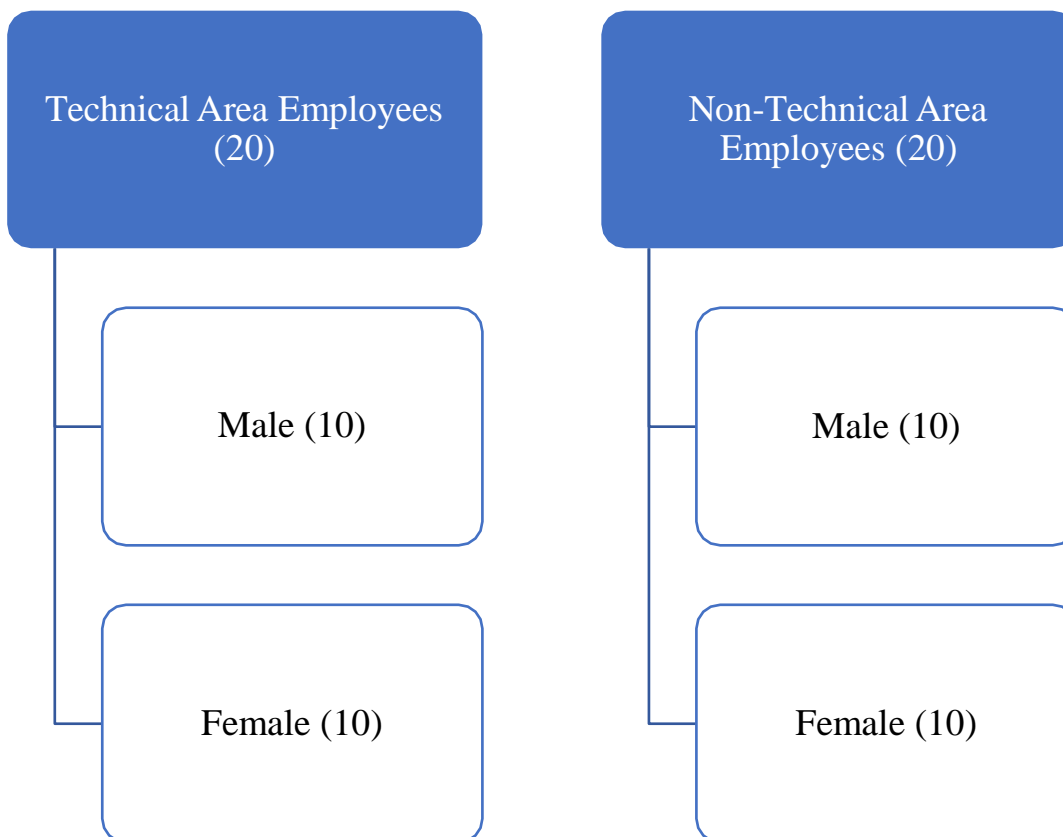 Technical Area Employees
(20)
Male (10)
Female (10)
Non-Technical Area
Employees (20)
Male (10)
Female (10)